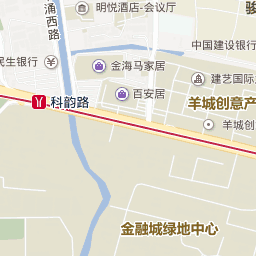 明悦酒店-会议厅
骏
涌西路
中国建设银行
民生银行
金海马家居
建艺国际
百安居
羊城创意产
科韵路
羊城创
金融城绿地中心